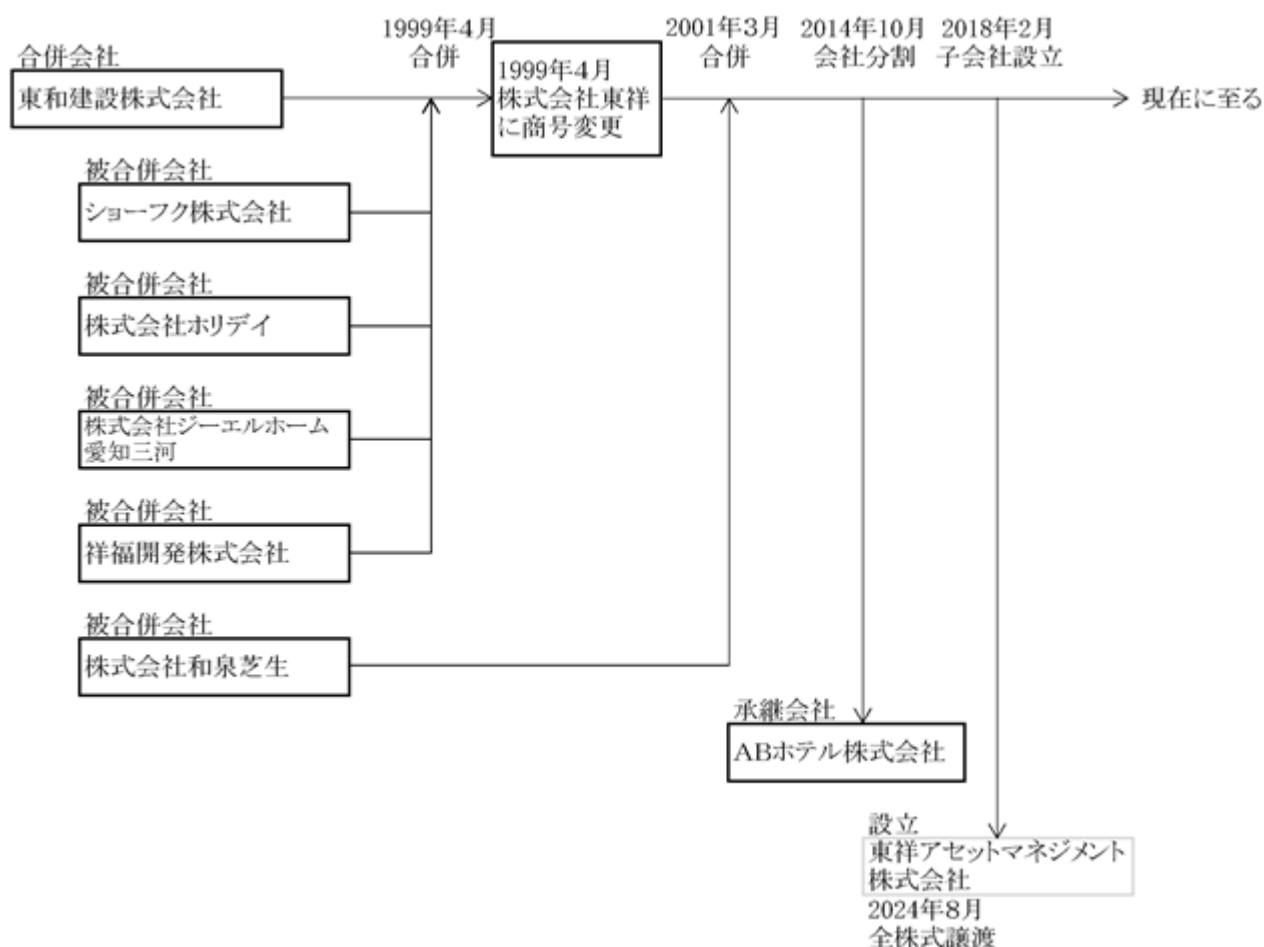 1999年4月
合併
2001年3月
合併
2014年10月
会社分割
2018年2月
子会社設立
合併会社
東和建設株式会社
1999年4月
株式会社東祥
に商号変更
現在に至る
被合併会社
ショーフク株式会社
被合併会社
株式会社ホリデイ
被合併会社
株式会社ジーエルホーム
愛知三河
被合併会社
祥福開発株式会社
被合併会社
株式会社和泉芝生
承継会社
ABホテル株式会社
設立
東祥アセットマネジメント
株式会社
2024年8月
全株式譲渡